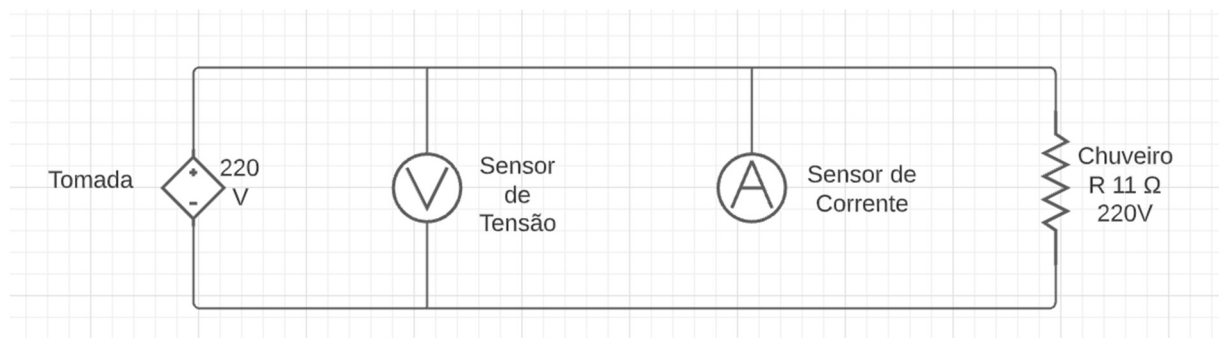 Tomada
220
V
V
Sensor
de
Tensão
A
Sensor de
Corrente
Chuveiro
R 11 Ω
220V